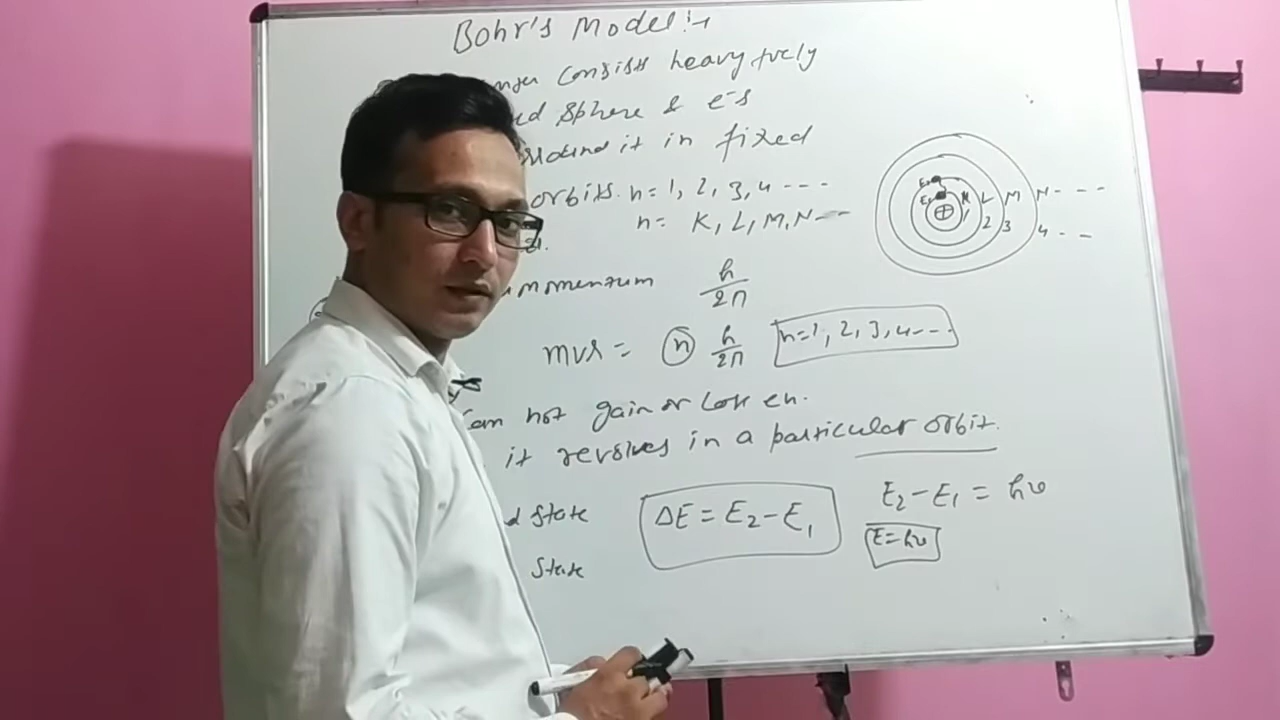 Bohr's Model:-
consists heavy +vely
sphere & e⁻s
it in fixed
orbits. n=1, 2, 3, 4 ----
n= K, L, M, N---
momentum h/2π
mvr = n h/2π n=1, 2, 3, 4---
can not gain or loss en.
it revolves in a particular orbit.
state ΔE = E₂-E₁ E₂-E₁ = hν
E=hν
state
E₂ K L M N----
E₁ + 1 2 3 4 - --